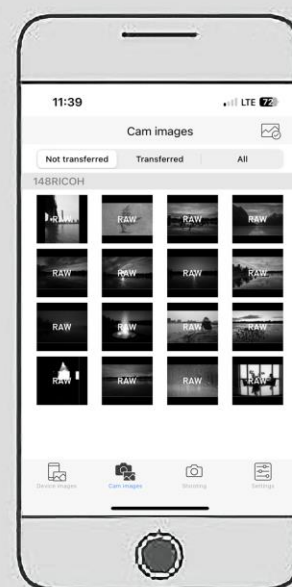 11:39 LTE 72
Cam images
Not transferred Transferred All
148RICOH
RAW RAW RAW RAW
RAW RAW RAW RAW
RAW RAW RAW RAW
RAW RAW RAW RAW
Device images Cam images Shooting Settings